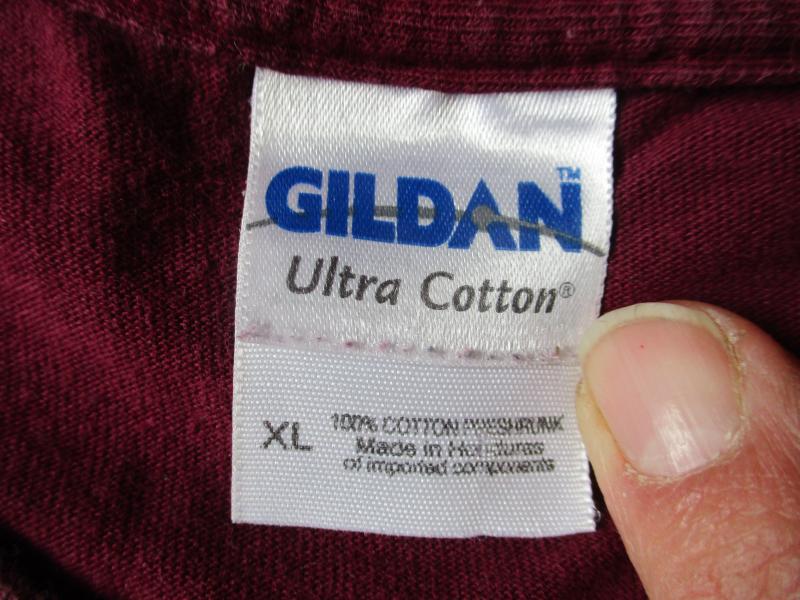 GILDAN™
Ultra Cotton®
XL
100% COTTON PRESHRUNK
Made in Honduras
of imported components